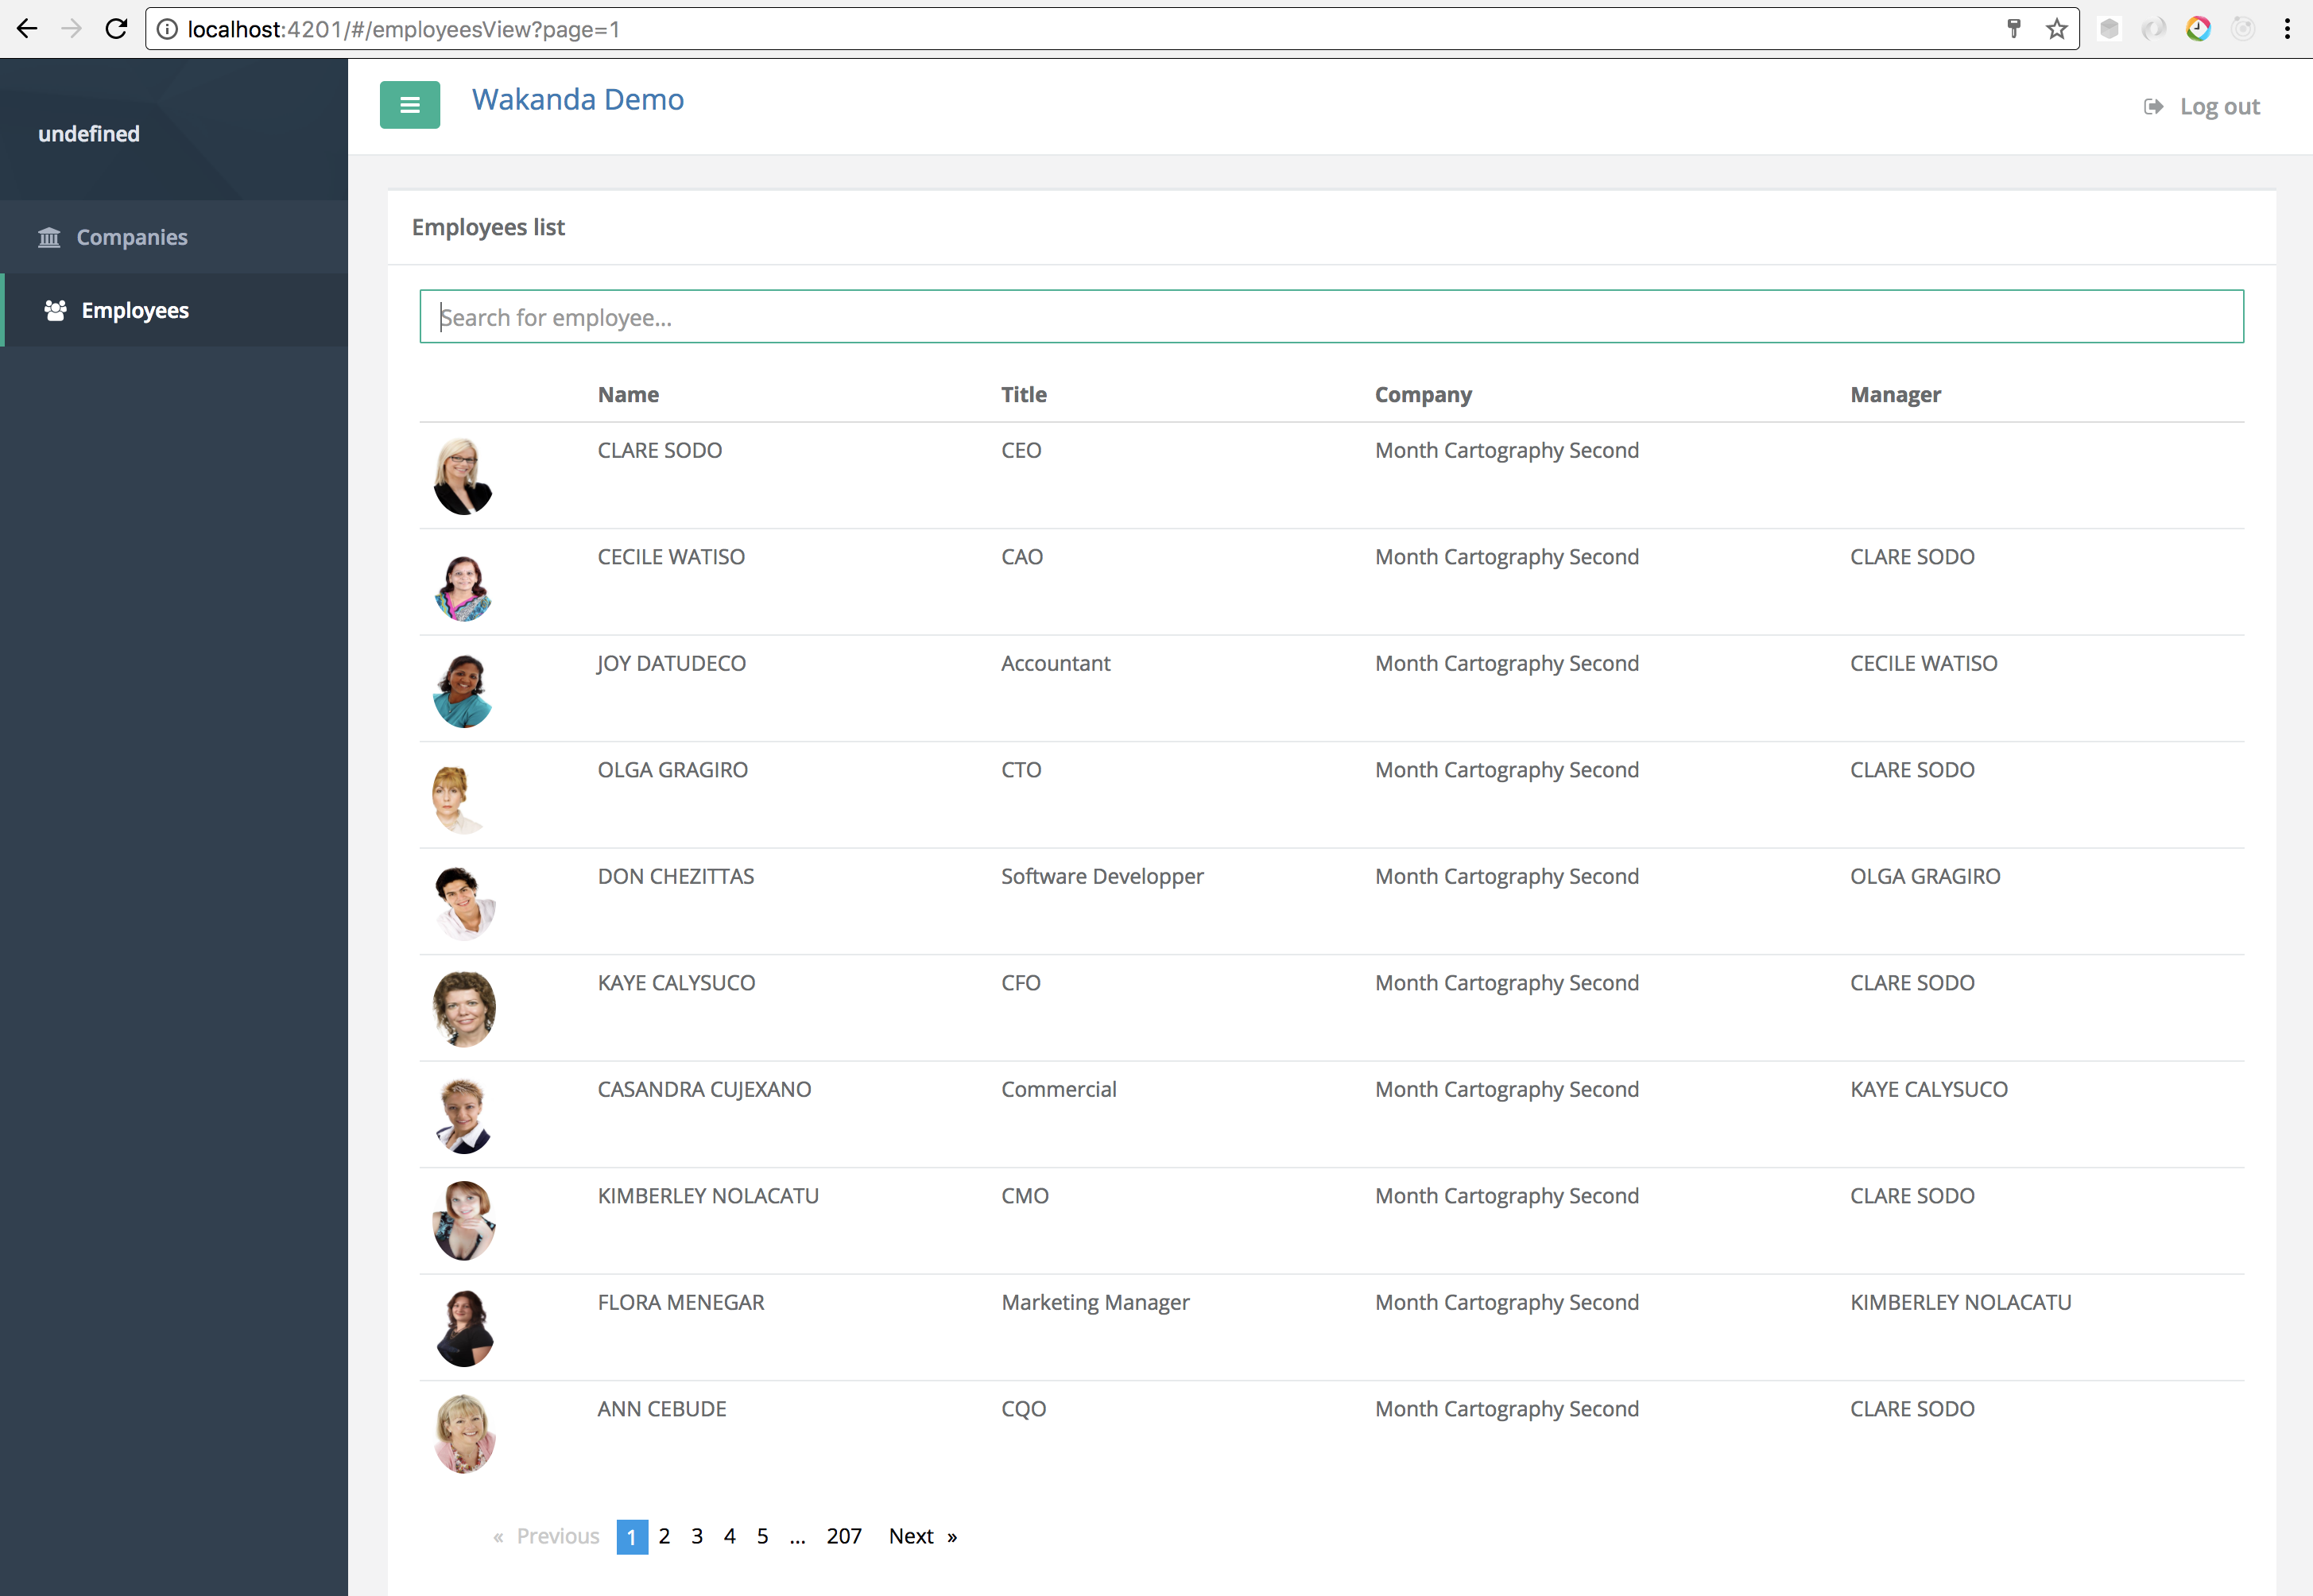 localhost:4201/#/employeesView?page=1
Wakanda Demo
Log out
undefined
Companies
Employees
Employees list
Search for employee...
Name Title Company Manager
CLARE SODO CEO Month Cartography Second
CECILE WATISO CAO Month Cartography Second CLARE SODO
JOY DATUDECO Accountant Month Cartography Second CECILE WATISO
OLGA GRAGIRO CTO Month Cartography Second CLARE SODO
DON CHEZITTAS Software Developper Month Cartography Second OLGA GRAGIRO
KAYE CALYSUCO CFO Month Cartography Second CLARE SODO
CASANDRA CUJEXANO Commercial Month Cartography Second KAYE CALYSUCO
KIMBERLEY NOLACATU CMO Month Cartography Second CLARE SODO
FLORA MENEGAR Marketing Manager Month Cartography Second KIMBERLEY NOLACATU
ANN CEBUDE CQO Month Cartography Second CLARE SODO
« Previous 1 2 3 4 5 ... 207 Next »